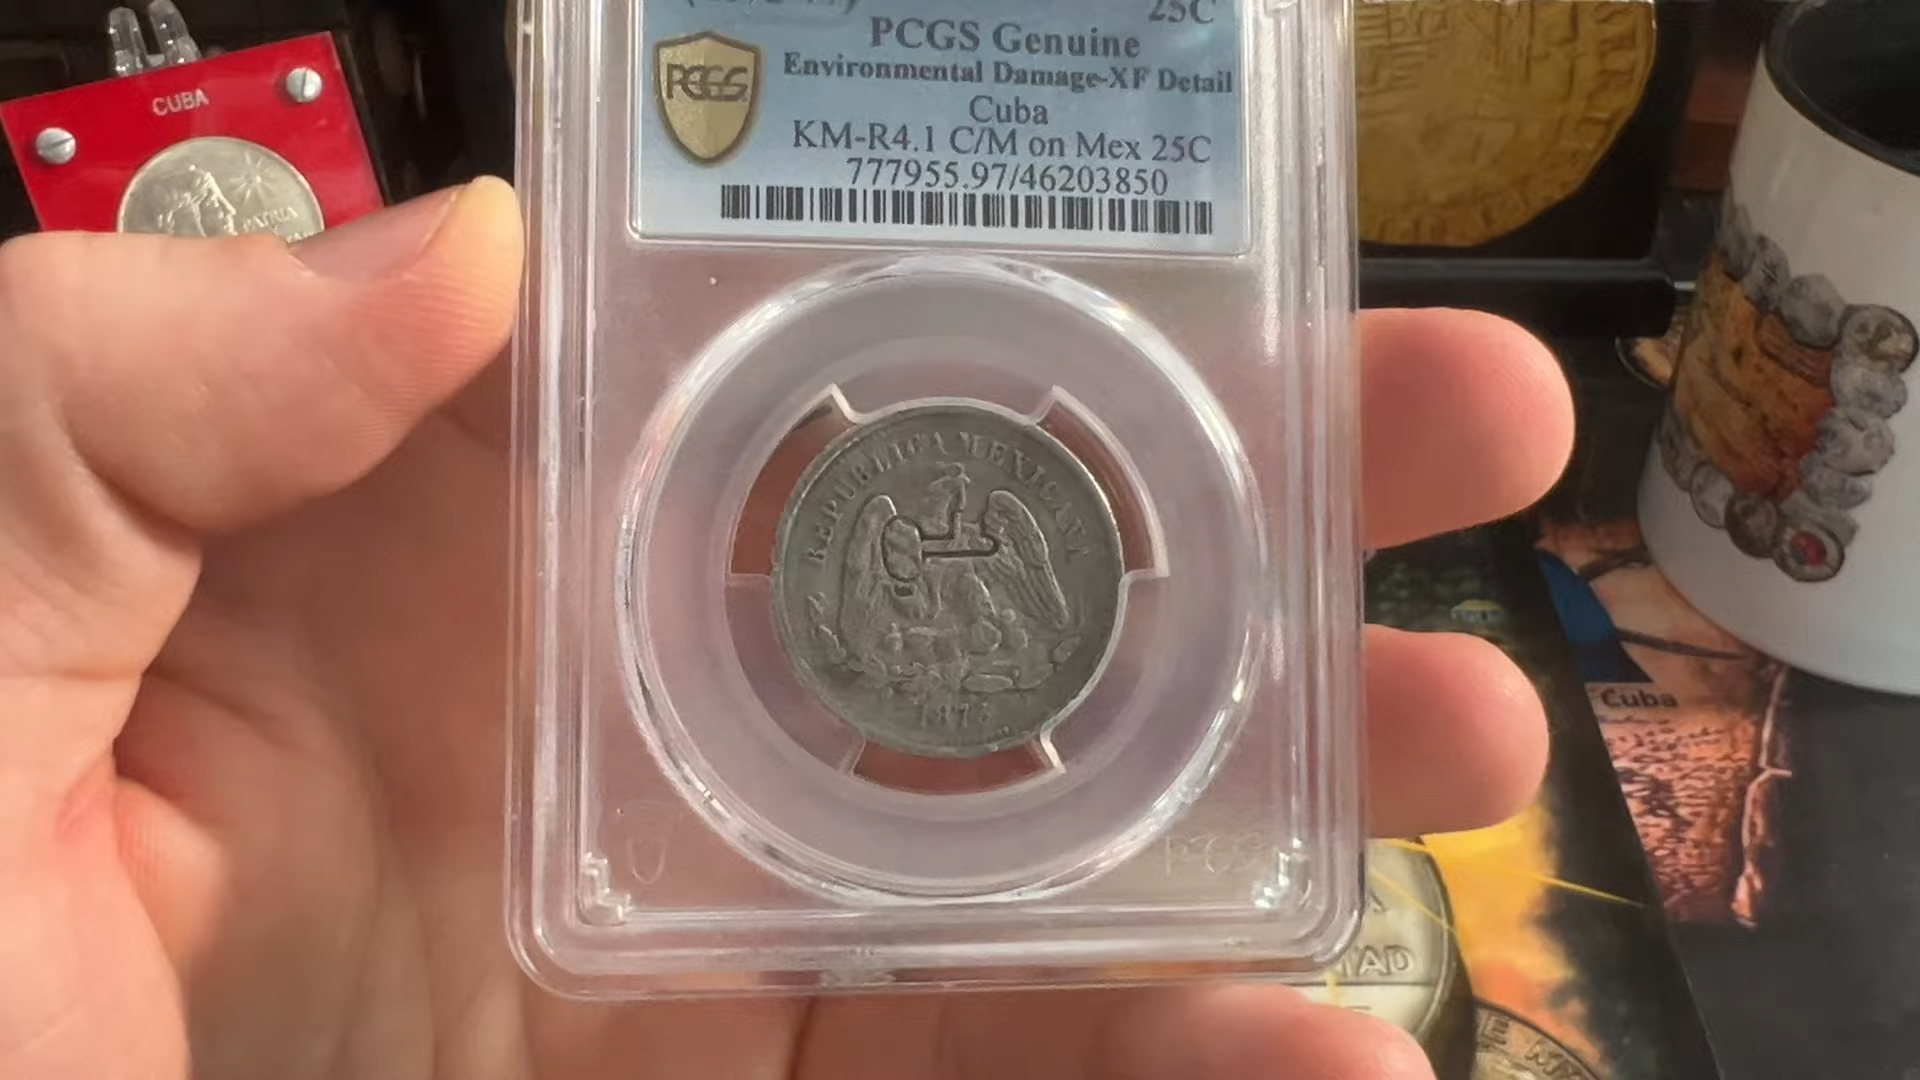 25C
PCGS Genuine
PCGS
Environmental Damage-XF Detail
Cuba
KM-R4.1 C/M on Mex 25C
777955.97/46203850
CUBA
PATRIA
REPUBLICA MEXICANA
Cuba